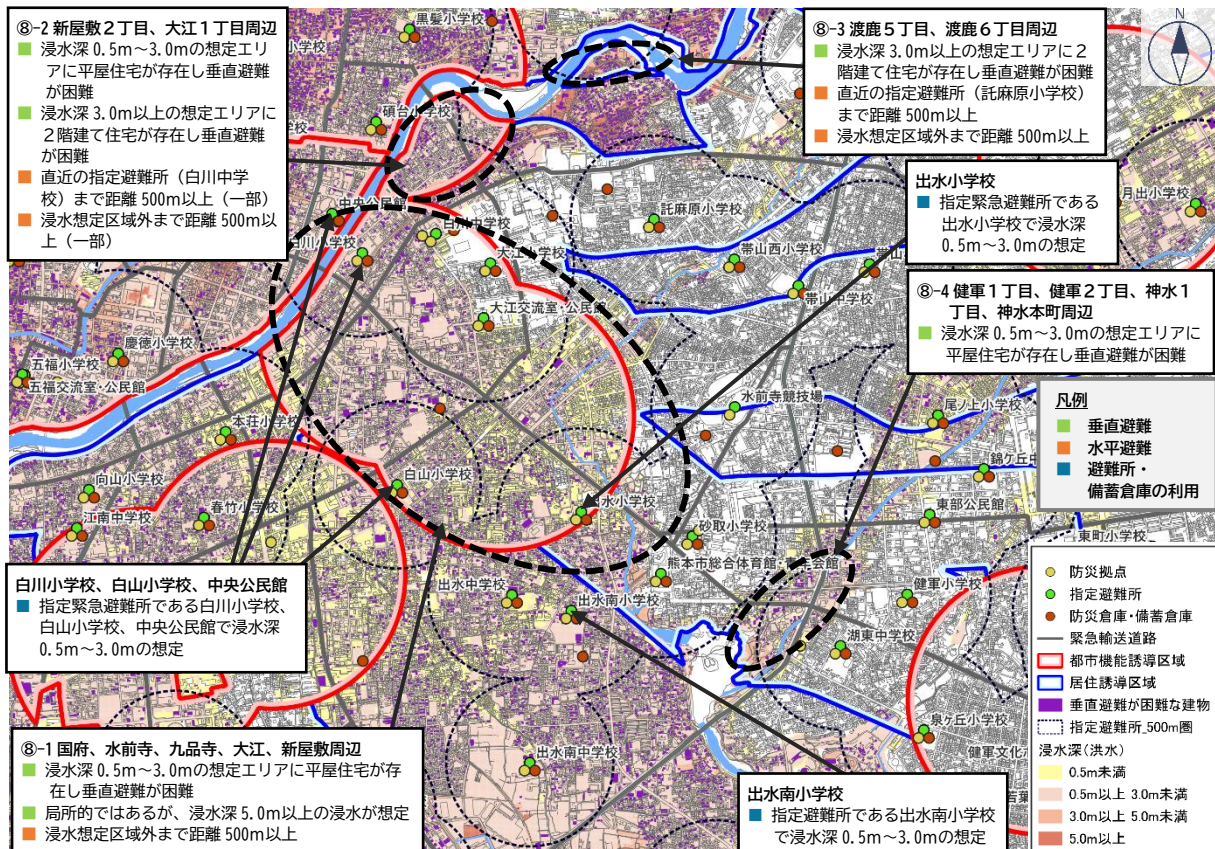 ⑧-2 新屋敷２丁目、大江１丁目周辺
浸水深 0.5m～3.0mの想定エリ
アに平屋住宅が存在し垂直避難
が困難
浸水深 3.0m以上の想定エリアに
２階建て住宅が存在し垂直避難
が困難
直近の指定避難所（白川中学
校）まで距離 500m以上（一部）
浸水想定区域外まで距離 500m以
上（一部）
⑧-3 渡鹿５丁目、渡鹿６丁目周辺
浸水深 3.0m以上の想定エリアに２
階建て住宅が存在し垂直避難が困難
直近の指定避難所（託麻原小学校）
まで距離 500m以上
浸水想定区域外まで距離 500m以上
N
出水小学校
指定緊急避難所である
出水小学校で浸水深
0.5m～3.0mの想定
⑧-4 健軍１丁目、健軍２丁目、神水１
丁目、神水本町周辺
浸水深 0.5m～3.0mの想定エリアに
平屋住宅が存在し垂直避難が困難
凡例
垂直避難
水平避難
避難所・
備蓄倉庫の利用
黒髪小学校
小学校
碩台小学校
中央公民館
白川中学校
白川小学校
大江小学校
大江交流室・公民館
託麻原小学校
帯山西小学校
帯山中学校
帯山
月出小学校
慶徳小学校
五福小学校
五福交流室・公民館
本荘小学校
向山小学校
江南中学校
春竹小学校
白山小学校
水前寺競技場
尾ノ上小学校
錦ケ丘中
出水小学校
砂取小学校
東部公民館
東町小学校
熊本市総合体育館・青年会館
出水中学校
出水南小学校
健軍小学校
湖東中学校
泉ケ丘小学校
健軍文化ホ
若葉
出水南中学校
白川小学校、白山小学校、中央公民館
指定緊急避難所である白川小学校、
白山小学校、中央公民館で浸水深
0.5m～3.0mの想定
⑧-1 国府、水前寺、九品寺、大江、新屋敷周辺
浸水深 0.5m～3.0mの想定エリアに平屋住宅が存
在し垂直避難が困難
局所的ではあるが、浸水深 5.0m以上の浸水が想定
浸水想定区域外まで距離 500m以上
出水南小学校
指定避難所である出水南小学校
で浸水深 0.5m～3.0mの想定
防災拠点
指定避難所
防災倉庫・備蓄倉庫
緊急輸送道路
都市機能誘導区域
居住誘導区域
垂直避難が困難な建物
指定避難所_500m圏
浸水深(洪水)
0.5m未満
0.5m以上 3.0m未満
3.0m以上 5.0m未満
5.0m以上